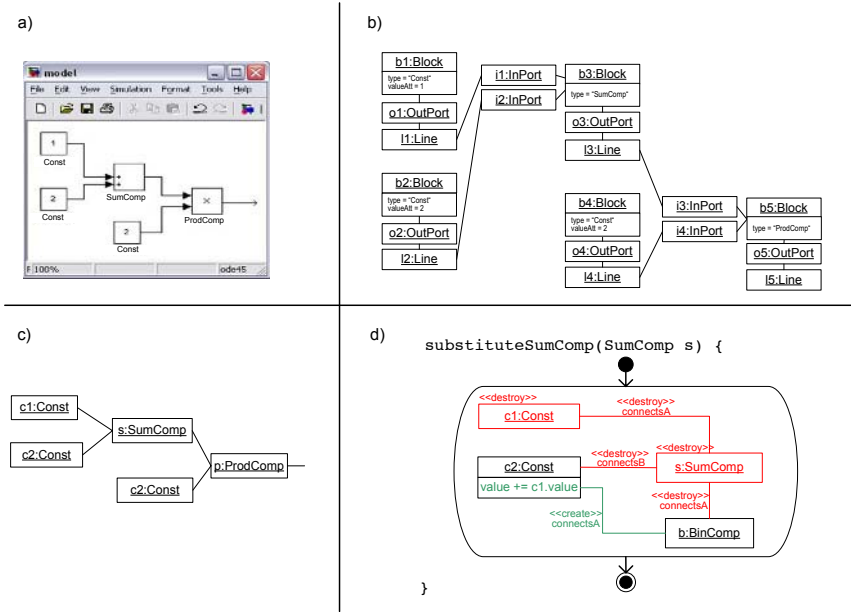 a)
model
File Edit View Simulation Format Tools Help
1
Const
2
Const
+
+
SumComp
2
Const
×
ProdComp
100%
ode45
b)
b1:Block
type = "Const"
valueAtt = 1
o1:OutPort
l1:Line
b2:Block
type = "Const"
valueAtt = 2
o2:OutPort
l2:Line
i1:InPort
i2:InPort
b3:Block
type = "SumComp"
o3:OutPort
l3:Line
b4:Block
type = "Const"
valueAtt = 2
o4:OutPort
l4:Line
i3:InPort
i4:InPort
b5:Block
type = "ProdComp"
o5:OutPort
l5:Line
c)
c1:Const
c2:Const
s:SumComp
c2:Const
p:ProdComp
d)
substituteSumComp(SumComp s) {
<<destroy>>
c1:Const
<<destroy>>
connectsA
c2:Const
value += c1.value
<<destroy>>
connectsB
<<destroy>>
s:SumComp
<<destroy>>
connectsA
<<create>>
connectsA
b:BinComp
}